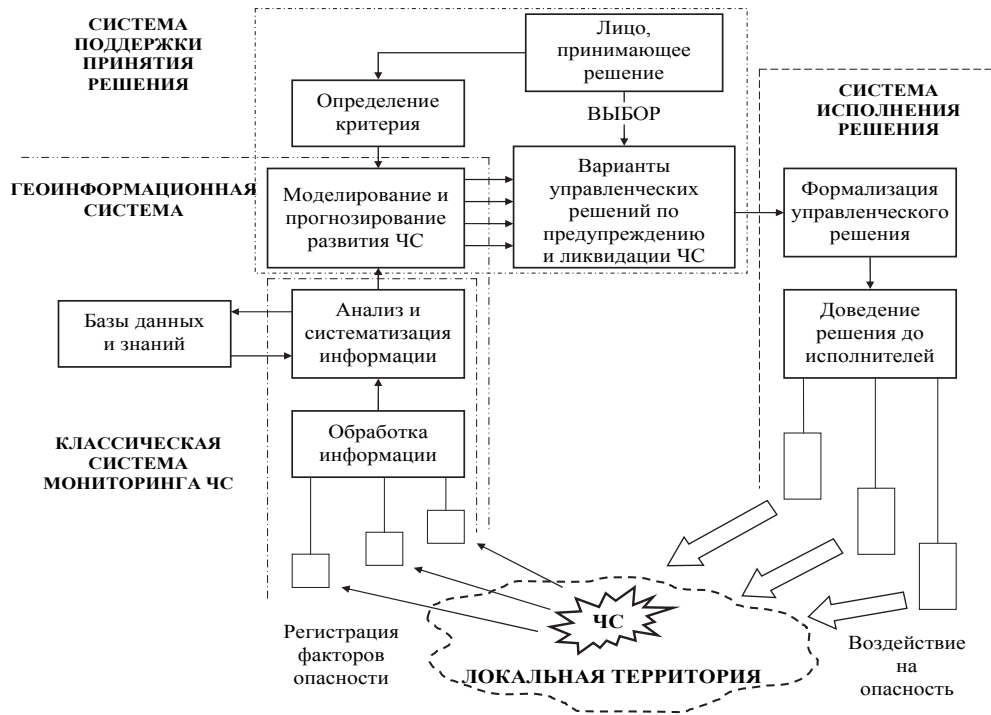 СИСТЕМА
ПОДДЕРЖКИ
ПРИНЯТИЯ
РЕШЕНИЯ
Лицо,
принимающее
решение
Определение
критерия
ВЫБОР
СИСТЕМА
ИСПОЛНЕНИЯ
РЕШЕНИЯ
ГЕОИНФОРМАЦИОННАЯ
СИСТЕМА
Моделирование и
прогнозирование
развития ЧС
Варианты
управленческих
решений по
предупреждению
и ликвидации ЧС
Формализация
управленческого
решения
Базы данных
и знаний
Анализ и
систематизация
информации
Доведение
решения до
исполнителей
КЛАССИЧЕСКАЯ
СИСТЕМА
МОНИТОРИНГА ЧС
Обработка
информации
Регистрация
факторов
опасности
ЧС
ЛОКАЛЬНАЯ ТЕРРИТОРИЯ
Воздействие
на
опасность